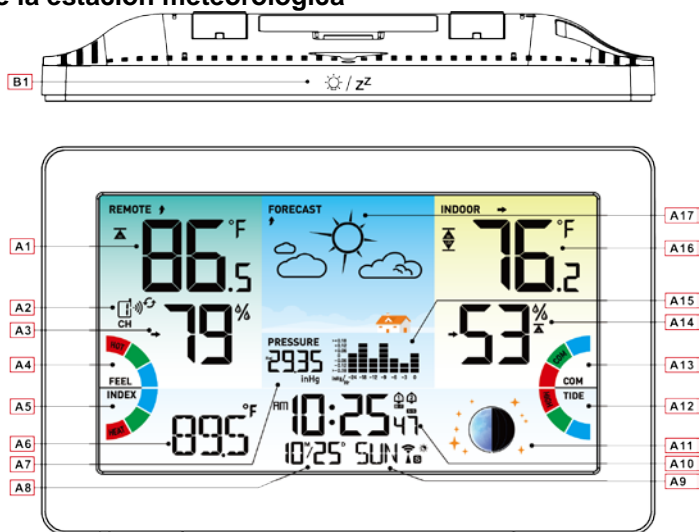 e la estación meteorológica
B1
/ zZ
REMOTE
FORECAST
INDOOR
A17
A1
86.5 °F
76.2 °F
A16
A2
CH
A15
A3
79%
53%
A14
PRESSURE
29.35
inHg
A4
HOT
FEEL
COM
COM
A13
A5
INDEX
HEAT
TIDE
A12
A6
89.5 °F
AM 10:25 47
A11
A7
A10
A8
10/25 SUN
A9